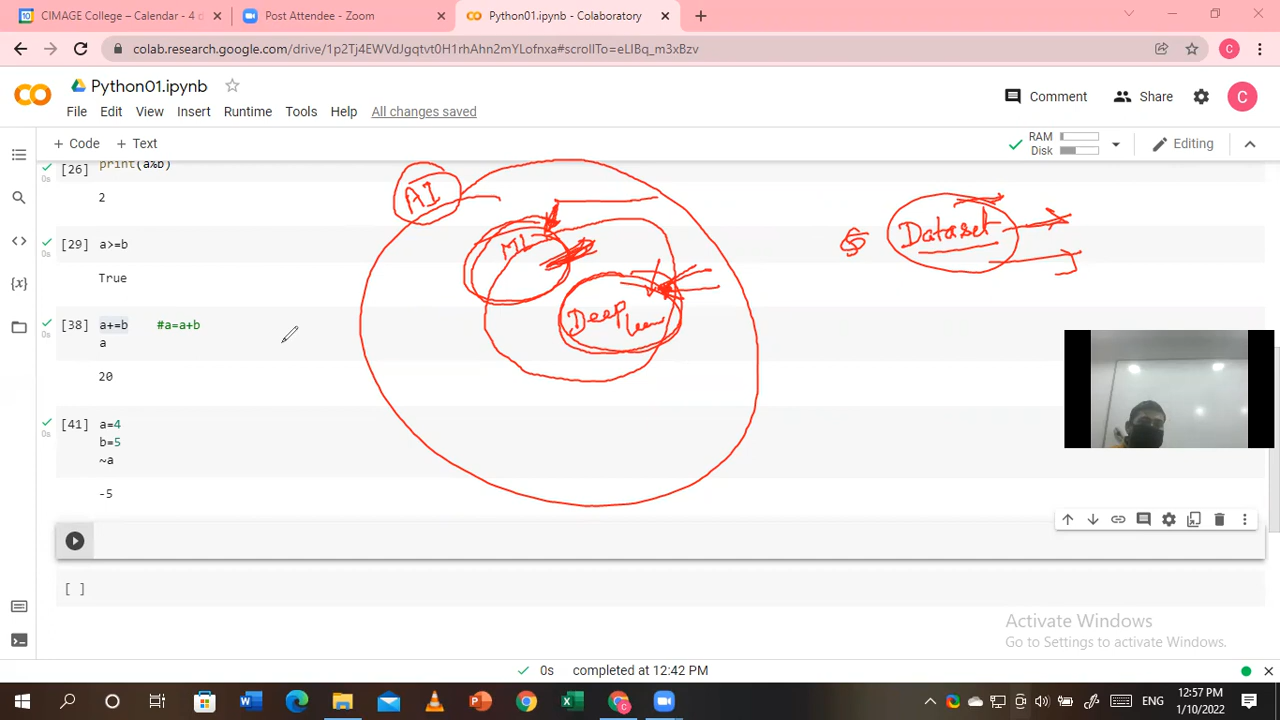 CIMAGE College – Calendar - 4 d
Post Attendee - Zoom
Python01.ipynb - Colaboratory
colab.research.google.com/drive/1p2Tj4EWVdJgqtvt0H1rhAhn2mYLofnxa#scrollTo=eLIBq_m3xBzv
C
Python01.ipynb
File Edit View Insert Runtime Tools Help All changes saved
Comment Share C
+ Code + Text
RAM
Disk
Editing
[26] print(a%b)
2
[29] a>=b
True
[38] a+=b #a=a+b
a
20
[41] a=4
b=5
~a
-5
[ ]
AI
ML
Deep
Dataset
Activate Windows
Go to Settings to activate Windows.
0s completed at 12:42 PM
ENG
12:57 PM
1/10/2022